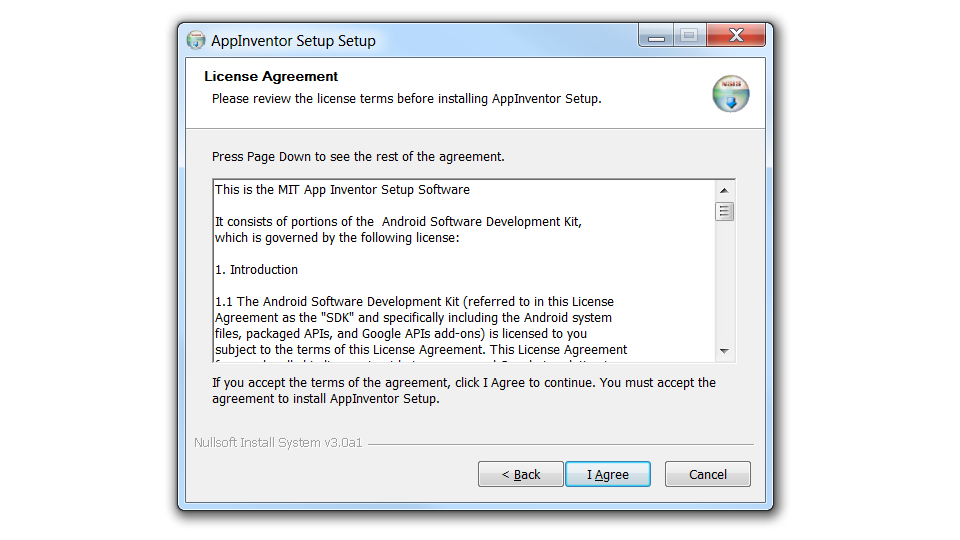 AppInventor Setup Setup
License Agreement
Please review the license terms before installing AppInventor Setup.
Press Page Down to see the rest of the agreement.
This is the MIT App Inventor Setup Software
It consists of portions of the  Android Software Development Kit,
which is governed by the following license:
1. Introduction
1.1 The Android Software Development Kit (referred to in this License
Agreement as the "SDK" and specifically including the Android system
files, packaged APIs, and Google APIs add-ons) is licensed to you
subject to the terms of this License Agreement. This License Agreement
If you accept the terms of the agreement, click I Agree to continue. You must accept the
agreement to install AppInventor Setup.
Nullsoft Install System v3.0a1
< Back
I Agree
Cancel